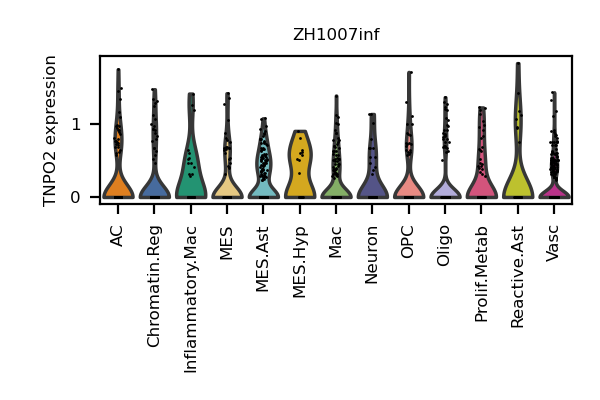 ZH1007inf
TNPO2 expression
1
0
AC
Chromatin.Reg
Inflammatory.Mac
MES
MES.Ast
MES.Hyp
Mac
Neuron
OPC
Oligo
Prolif.Metab
Reactive.Ast
Vasc